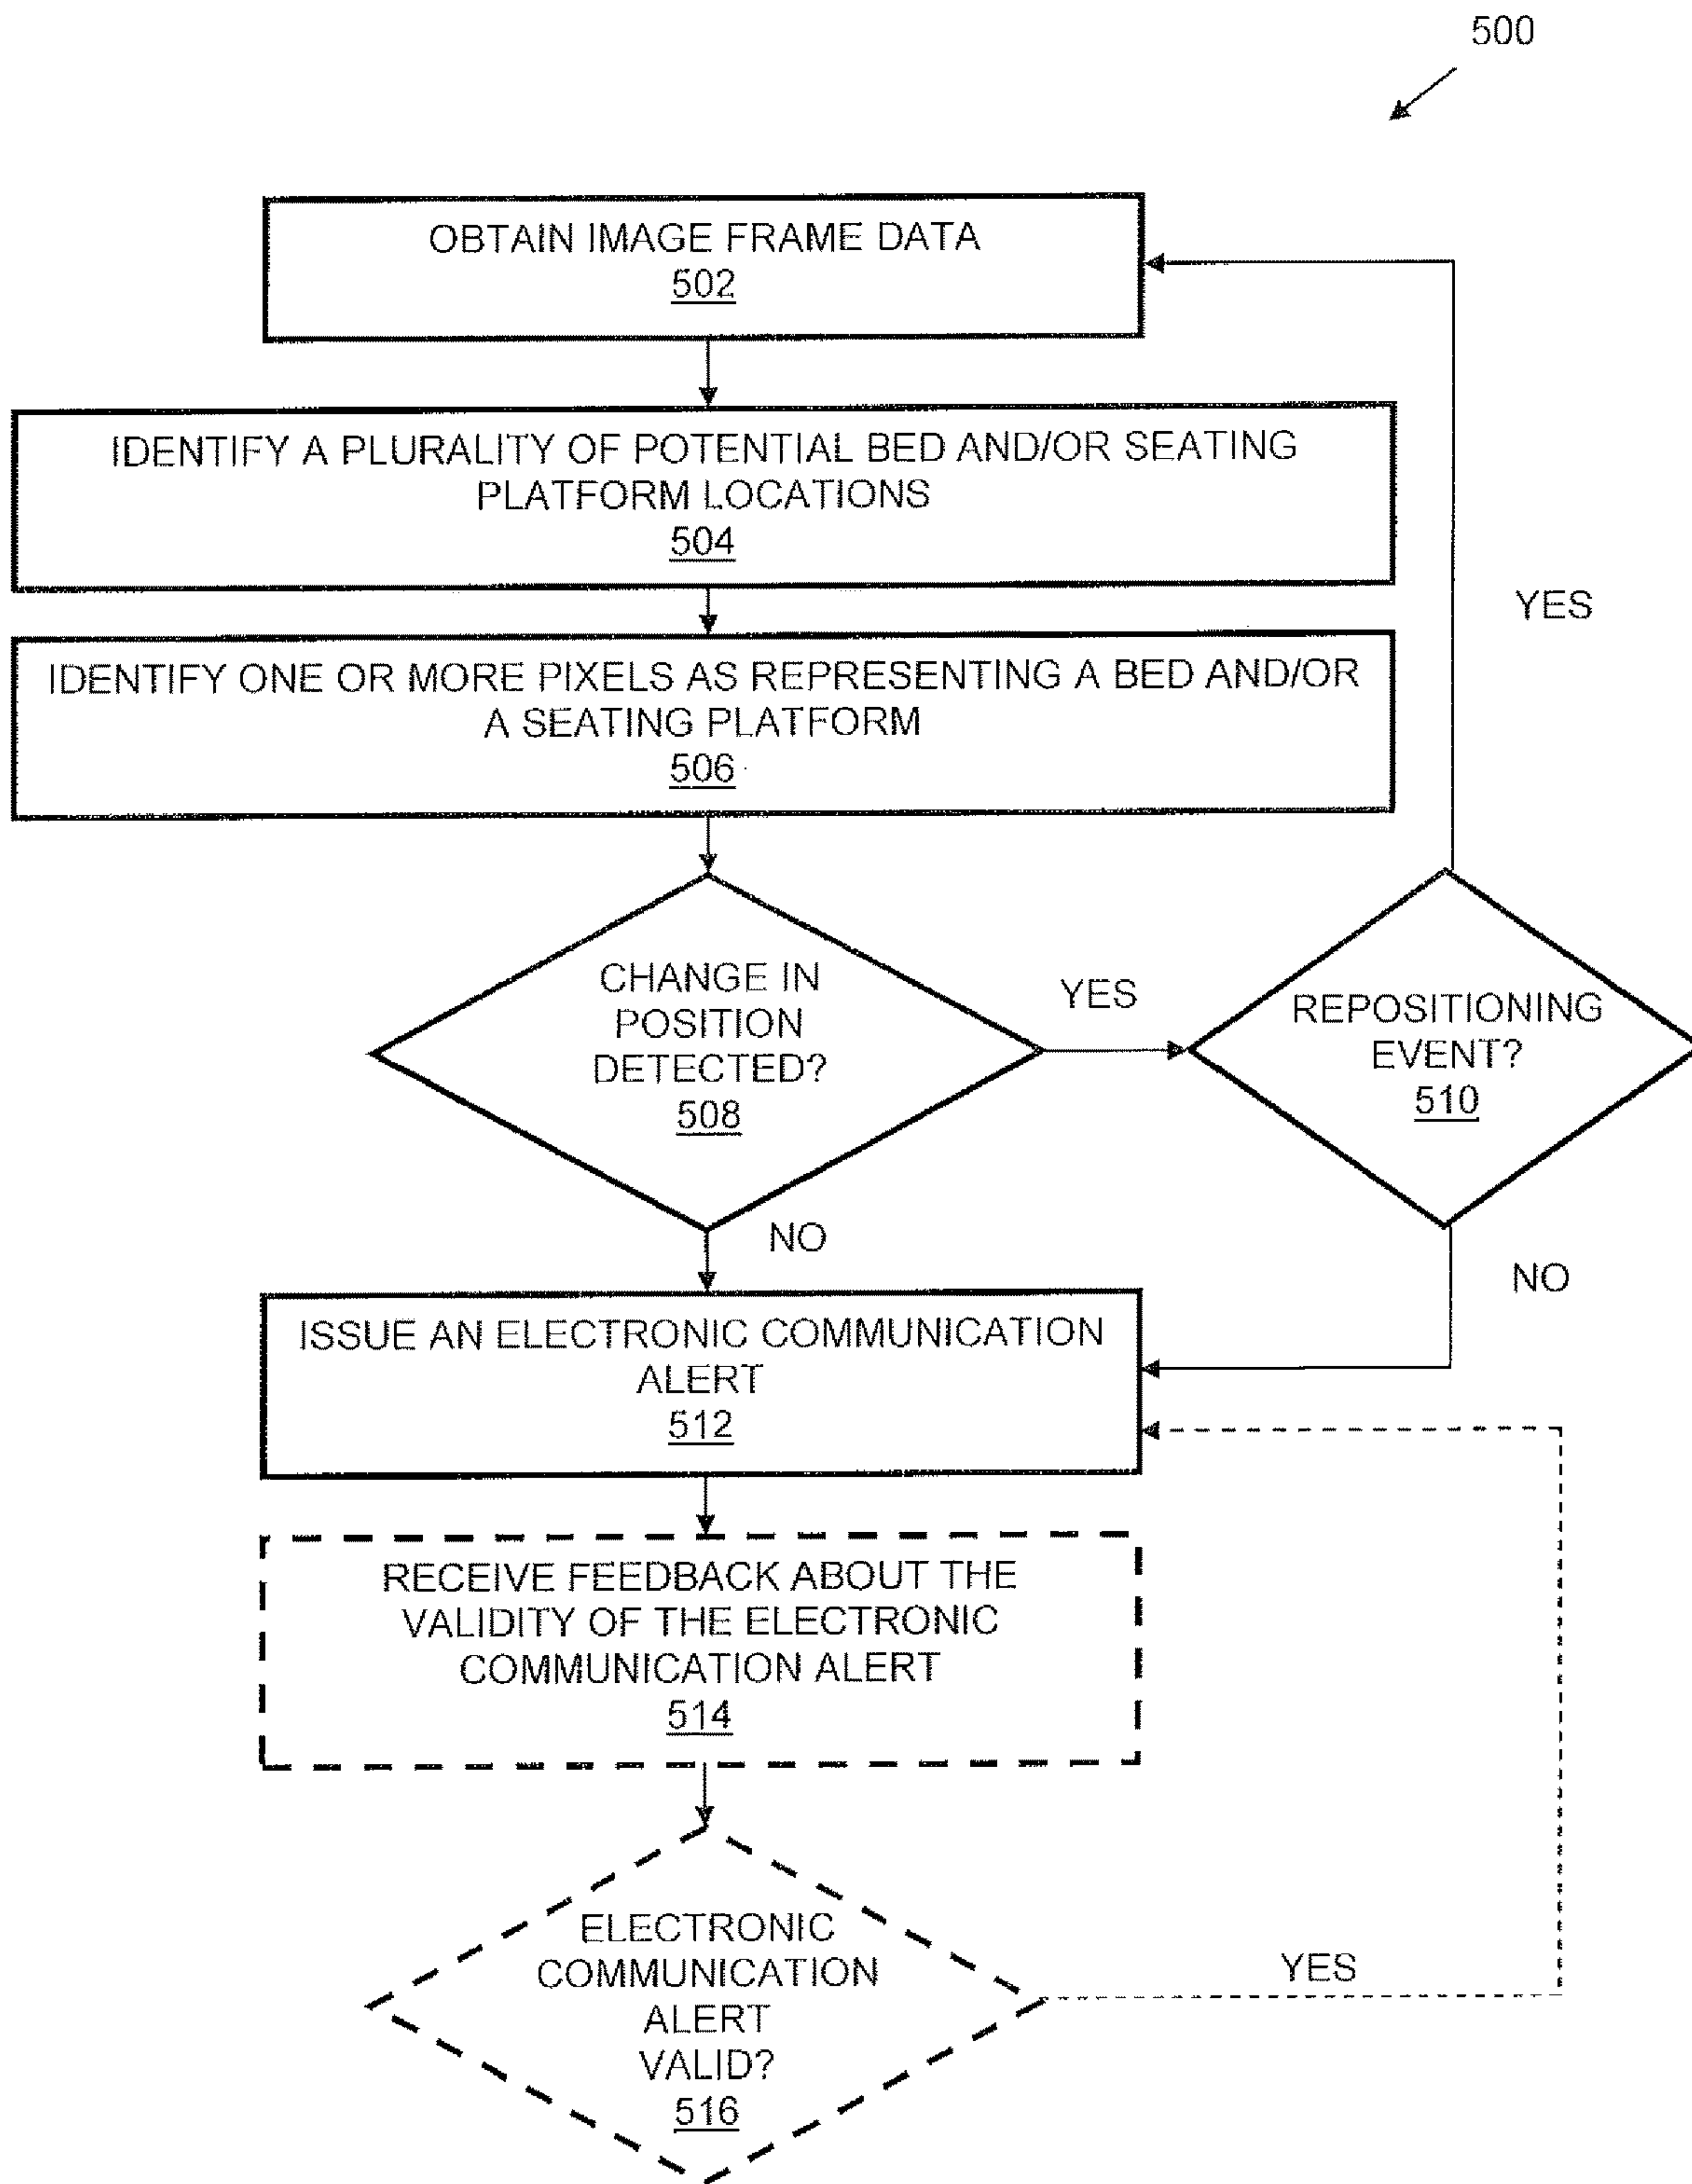 500
OBTAIN IMAGE FRAME DATA
502
IDENTIFY A PLURALITY OF POTENTIAL BED AND/OR SEATING
PLATFORM LOCATIONS
504
YES
IDENTIFY ONE OR MORE PIXELS AS REPRESENTING A BED AND/OR
A SEATING PLATFORM
506
CHANGE IN
POSITION
DETECTED?
508
YES
REPOSITIONING
EVENT?
510
NO
NO
ISSUE AN ELECTRONIC COMMUNICATION
ALERT
512
RECEIVE FEEDBACK ABOUT THE
VALIDITY OF THE ELECTRONIC
COMMUNICATION ALERT
514
ELECTRONIC
COMMUNICATION
ALERT
VALID?
516
YES